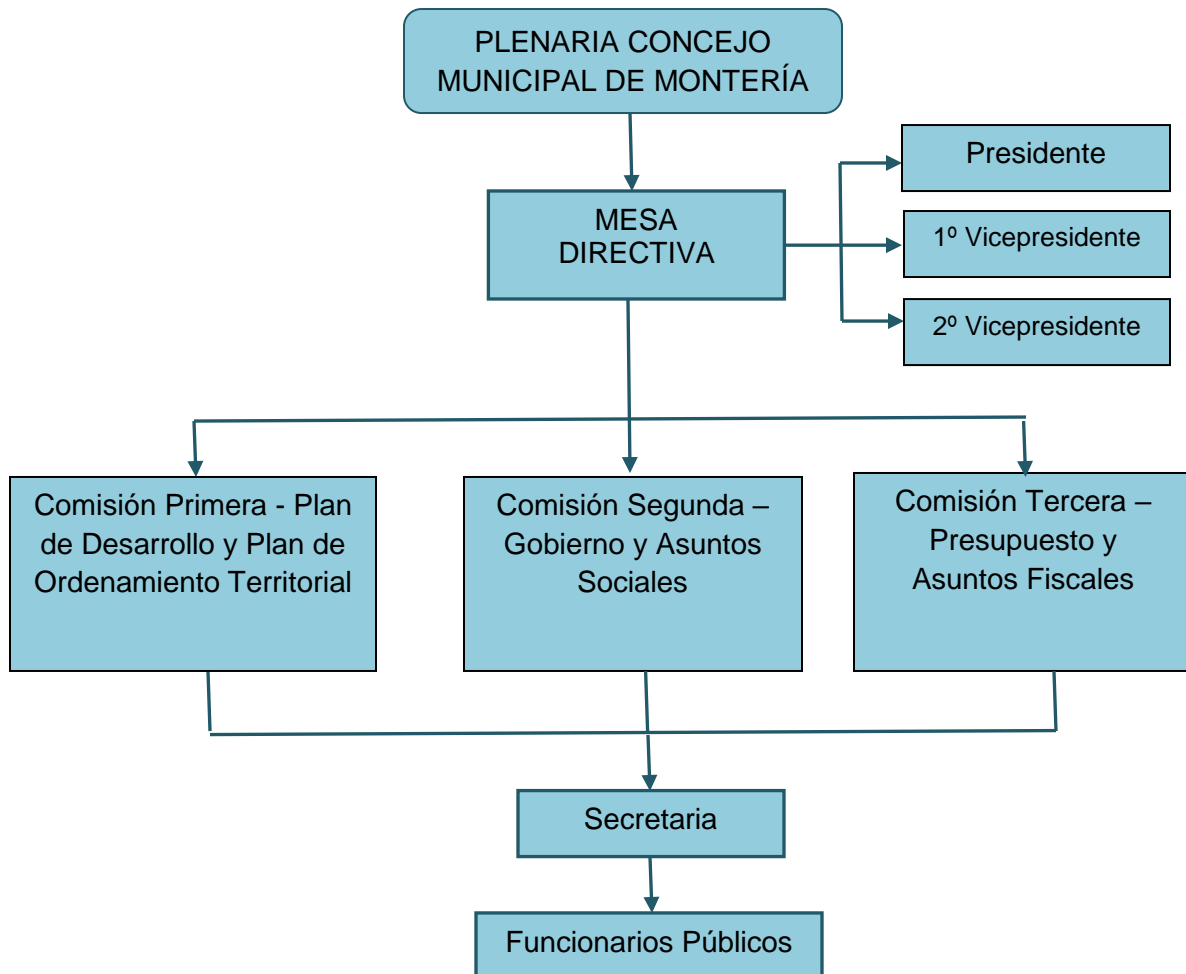 PLENARIA CONCEJO
MUNICIPAL DE MONTERÍA
Presidente
MESA
DIRECTIVA
1º Vicepresidente
2º Vicepresidente
Comisión Primera - Plan
de Desarrollo y Plan de
Ordenamiento Territorial
Comisión Segunda –
Gobierno y Asuntos
Sociales
Comisión Tercera –
Presupuesto y
Asuntos Fiscales
Secretaria
Funcionarios Públicos